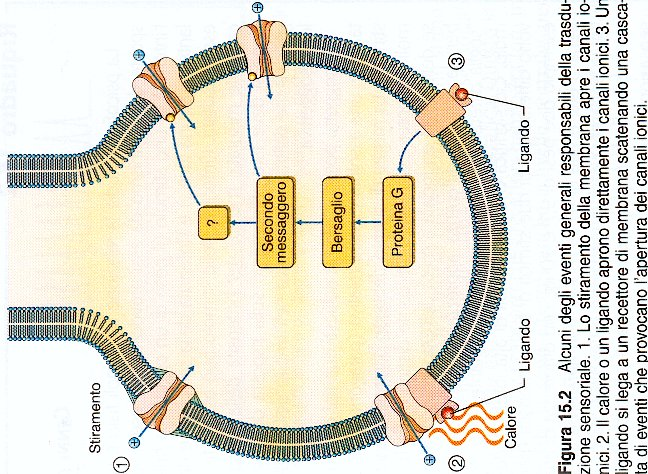 ①
Stiramento
②
Calore
Ligando
③
Ligando
?
Secondo
messaggero
Bersaglio
Proteina G
+
+
+
+
Figura 15.2 Alcuni degli eventi generali responsabili della trasdu-
zione sensoriale. 1. Lo stiramento della membrana apre i canali io-
nici. 2. Il calore o un ligando aprono direttamente i canali ionici. 3. Un
ligando si lega a un recettore di membrana scatenando una casca-
ta di eventi che provocano l'apertura dei canali ionici.